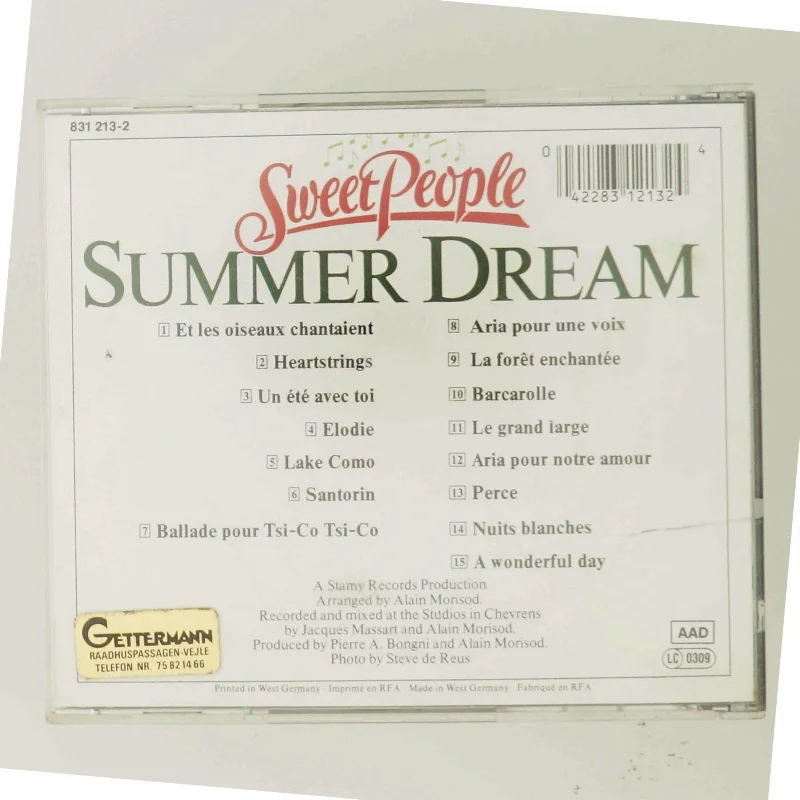 831 213-2
Sweet People
0 42283 12132 4
SUMMER DREAM
1 Et les oiseaux chantaient
2 Heartstrings
3 Un été avec toi
4 Elodie
5 Lake Como
6 Santorin
7 Ballade pour Tsi-Co Tsi-Co
8 Aria pour une voix
9 La forêt enchantée
10 Barcarolle
11 Le grand large
12 Aria pour notre amour
13 Perce
14 Nuits blanches
15 A wonderful day
A Stamy Records Production
Arranged by Alain Morisod.
Recorded and mixed at the Studios in Chevrens
by Jacques Massart and Alain Morisod.
Produced by Pierre A. Bongni and Alain Morisod.
Photo by Steve de Reus
GETTERMANN
RAADHUSPASSAGEN-VEJLE
TELEFON NR. 75 82 14 66
AAD
LC 0309
Printed in West Germany · Imprimé en RFA Made in West Germany · Fabriqué en RFA